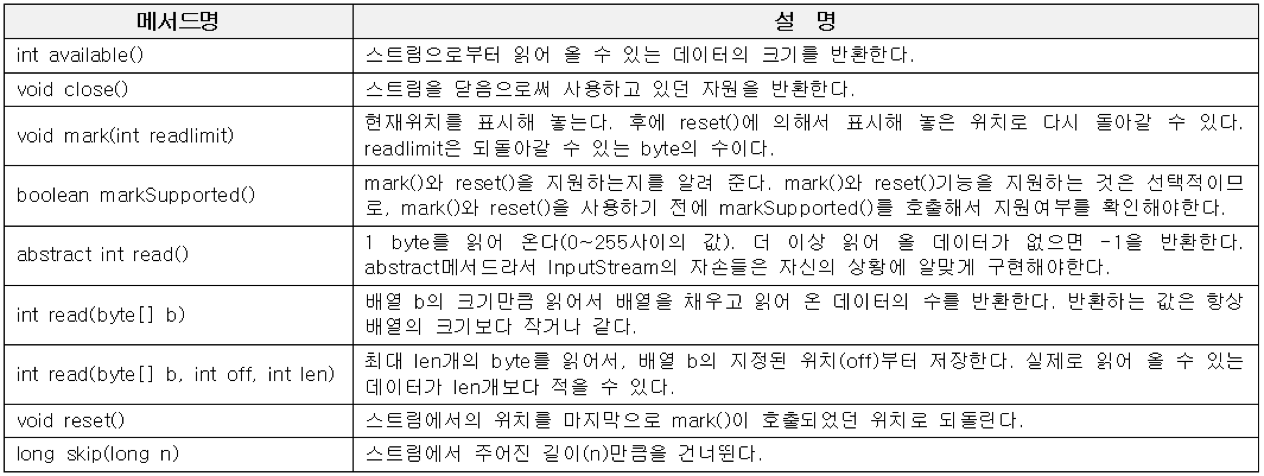 메서드명 설 명
int available() 스트림으로부터 읽어 올 수 있는 데이터의 크기를 반환한다.
void close() 스트림을 닫음으로써 사용하고 있던 자원을 반환한다.
void mark(int readlimit) 현재위치를 표시해 놓는다. 후에 reset()에 의해서 표시해 놓은 위치로 다시 돌아갈 수 있다.
readlimit은 되돌아갈 수 있는 byte의 수이다.
boolean markSupported() mark()와 reset()을 지원하는지를 알려 준다. mark()와 reset()기능을 지원하는 것은 선택적이므
로, mark()와 reset()을 사용하기 전에 markSupported()를 호출해서 지원여부를 확인해야한다.
abstract int read() 1 byte를 읽어 온다(0~255사이의 값). 더 이상 읽어 올 데이터가 없으면 -1을 반환한다.
abstract메서드라서 InputStream의 자손들은 자신의 상황에 알맞게 구현해야한다.
int read(byte[] b) 배열 b의 크기만큼 읽어서 배열을 채우고 읽어 온 데이터의 수를 반환한다. 반환하는 값은 항상
배열의 크기보다 작거나 같다.
int read(byte[] b, int off, int len) 최대 len개의 byte를 읽어서, 배열 b의 지정된 위치(off)부터 저장한다. 실제로 읽어 올 수 있는
데이터가 len개보다 적을 수 있다.
void reset() 스트림에서의 위치를 마지막으로 mark()이 호출되었던 위치로 되돌린다.
long skip(long n) 스트림에서 주어진 길이(n)만큼을 건너뛴다.